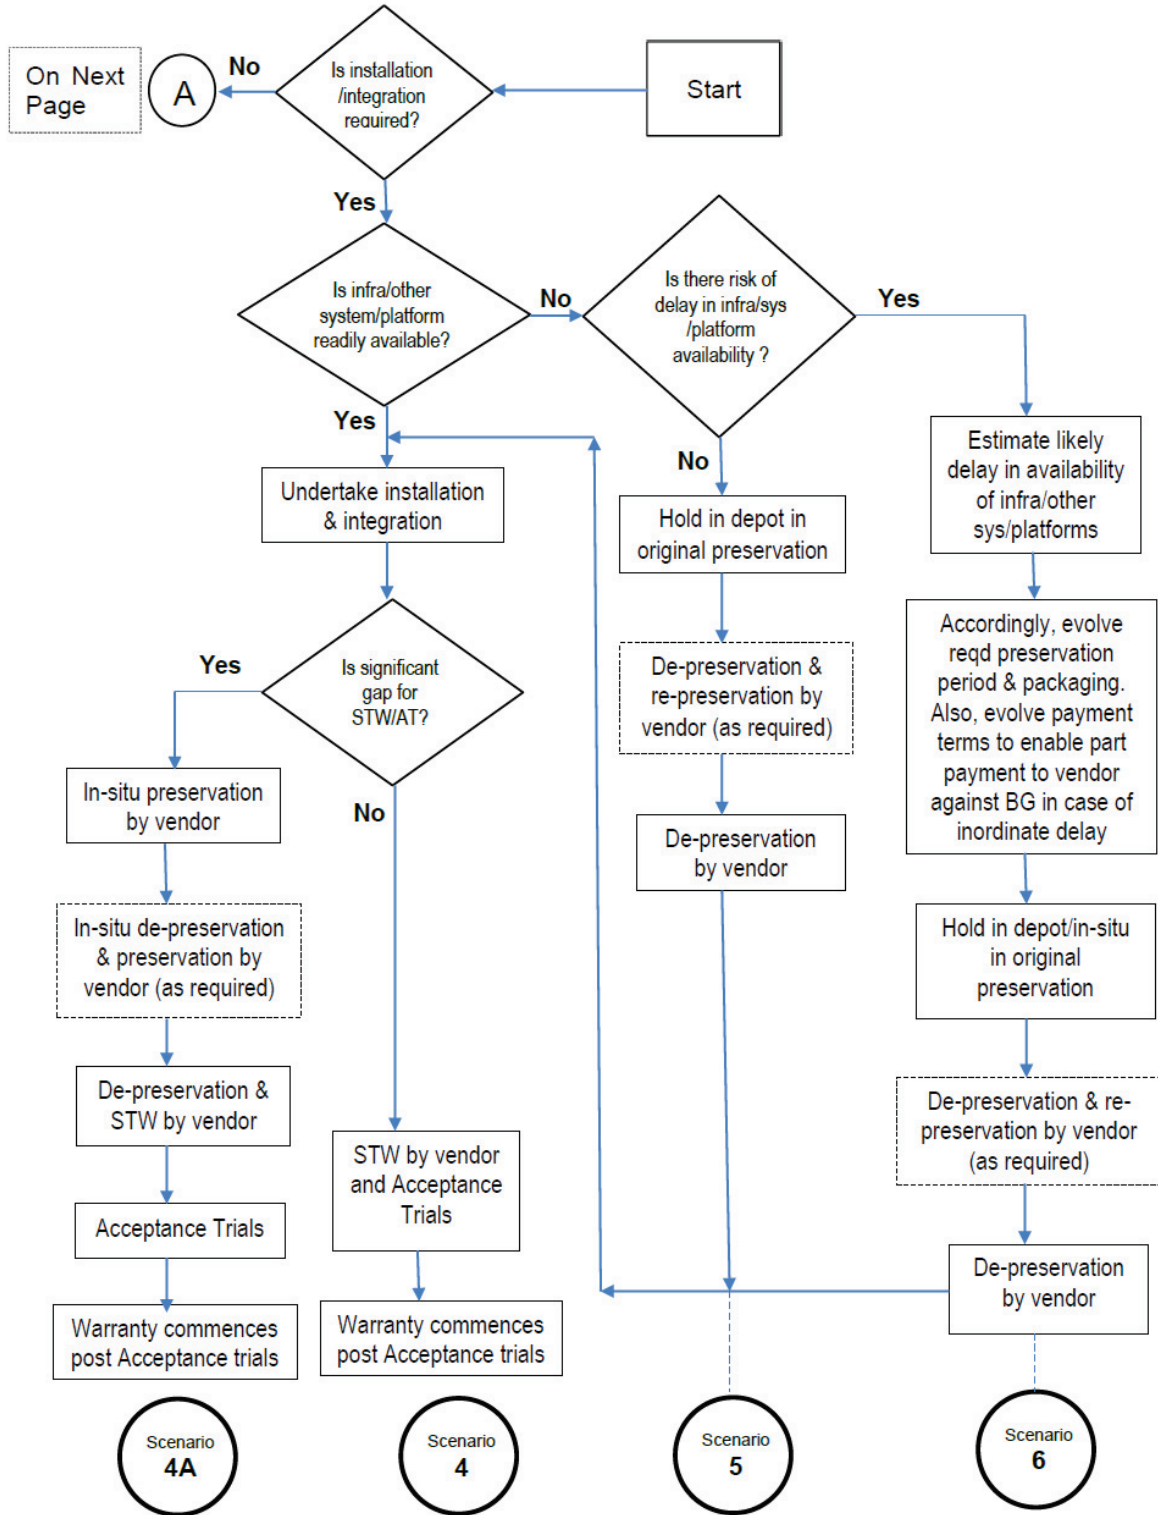 On Next
Page
A
No
Is installation
/integration
required?
Start
Yes
Is infra/other
system/platform
readily available?
No
Is there risk of
delay in infra/sys
/platform
availability ?
Yes
Yes
No
Undertake installation
& integration
Hold in depot in
original preservation
Estimate likely
delay in availability
of infra/other
sys/platforms
Yes
Is significant
gap for
STW/AT?
De-preservation &
re-preservation by
vendor (as required)
Accordingly, evolve
reqd preservation
period & packaging.
Also, evolve payment
terms to enable part
payment to vendor
against BG in case of
inordinate delay
In-situ preservation
by vendor
No
De-preservation
by vendor
In-situ de-preservation
& preservation by
vendor (as required)
Hold in depot/in-situ
in original
preservation
De-preservation &
STW by vendor
De-preservation & re-
preservation by vendor
(as required)
STW by vendor
and Acceptance
Trials
Acceptance Trials
De-preservation
by vendor
Warranty commences
post Acceptance trials
Warranty commences
post Acceptance trials
Scenario
4A
Scenario
4
Scenario
5
Scenario
6